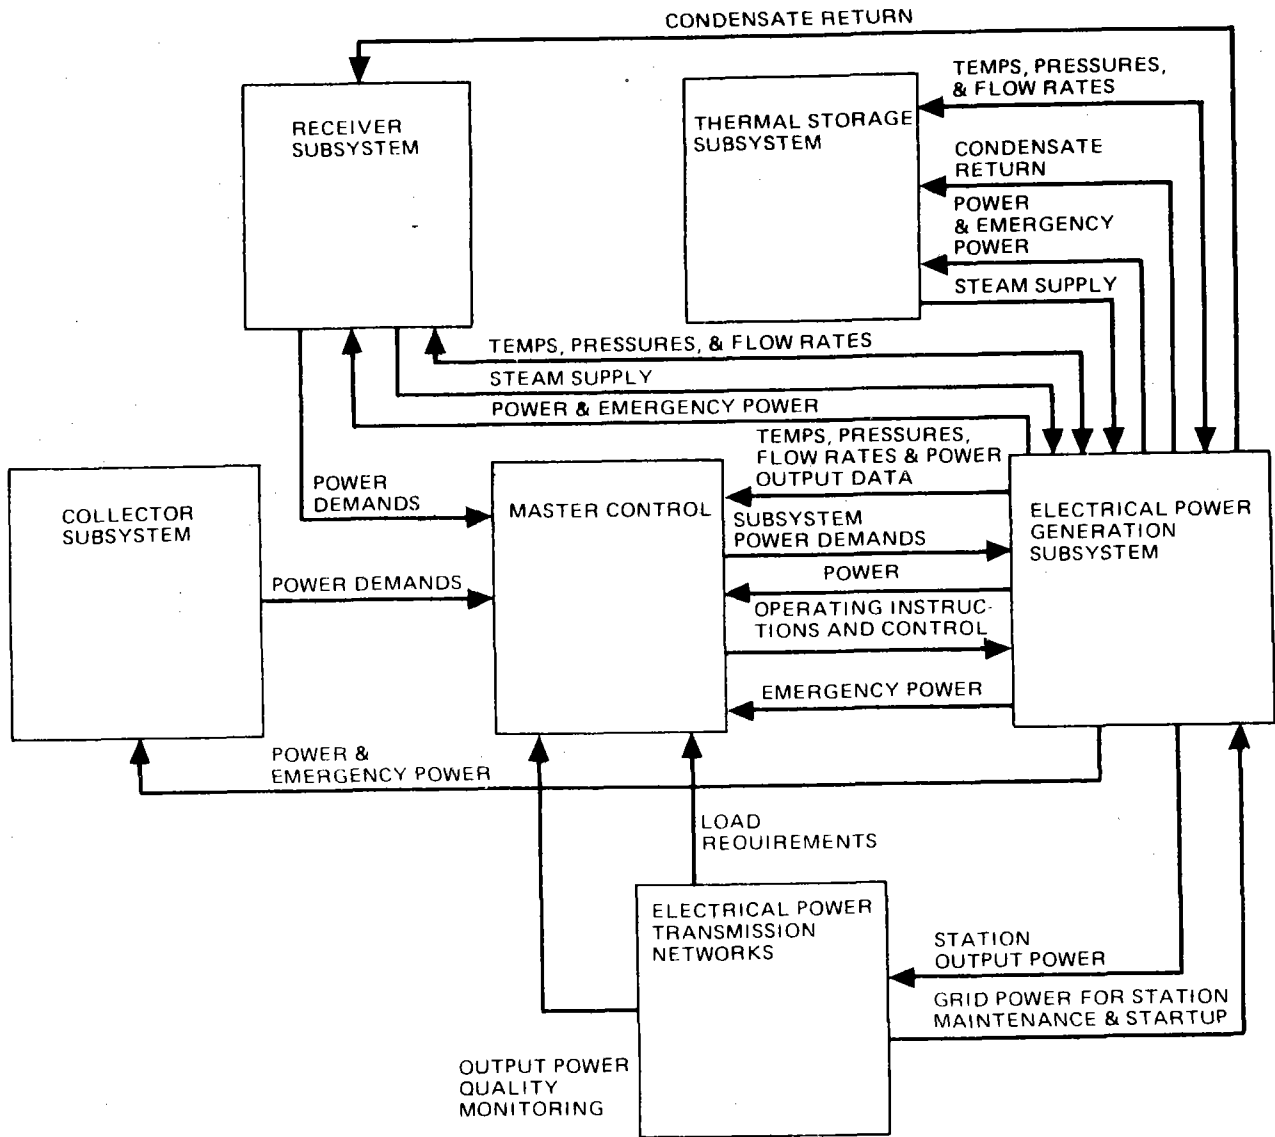 CONDENSATE RETURN
TEMPS, PRESSURES,
& FLOW RATES
RECEIVER
SUBSYSTEM
THERMAL STORAGE
SUBSYSTEM
CONDENSATE
RETURN
POWER
& EMERGENCY
POWER
STEAM SUPPLY
TEMPS, PRESSURES, & FLOW RATES
STEAM SUPPLY
POWER & EMERGENCY POWER
TEMPS, PRESSURES,
FLOW RATES & POWER
OUTPUT DATA
POWER
DEMANDS
COLLECTOR
SUBSYSTEM
MASTER CONTROL
SUBSYSTEM
POWER DEMANDS
ELECTRICAL POWER
GENERATION
SUBSYSTEM
POWER DEMANDS
POWER
OPERATING INSTRUC-
TIONS AND CONTROL
EMERGENCY POWER
POWER &
EMERGENCY POWER
LOAD
REQUIREMENTS
ELECTRICAL POWER
TRANSMISSION
NETWORKS
STATION
OUTPUT POWER
GRID POWER FOR STATION
MAINTENANCE & STARTUP
OUTPUT POWER
QUALITY
MONITORING